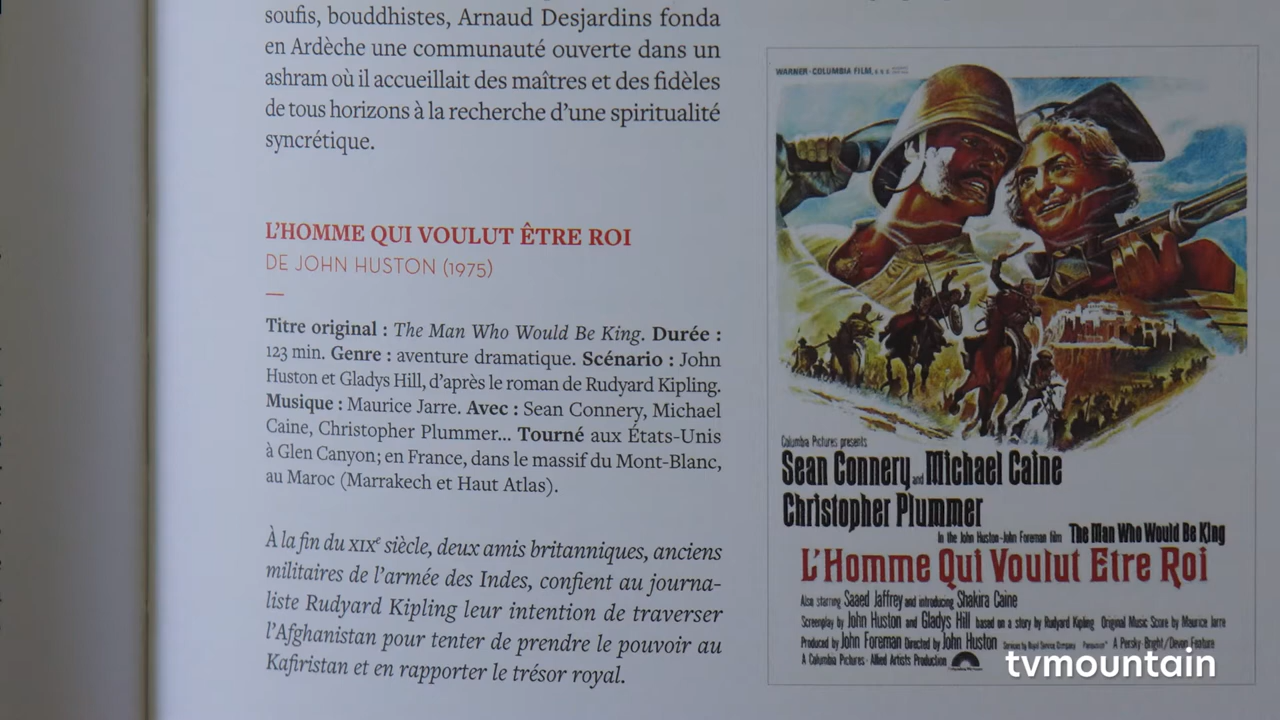 soufis, bouddhistes, Arnaud Desjardins fonda
en Ardèche une communauté ouverte dans un
ashram où il accueillait des maîtres et des fidèles
de tous horizons à la recherche d'une spiritualité
syncrétique.
L'HOMME QUI VOULUT ÊTRE ROI
DE JOHN HUSTON (1975)
Titre original : The Man Who Would Be King. Durée :
123 min. Genre : aventure dramatique. Scénario : John
Huston et Gladys Hill, d'après le roman de Rudyard Kipling.
Musique : Maurice Jarre. Avec : Sean Connery, Michael
Caine, Christopher Plummer... Tourné aux États-Unis
à Glen Canyon; en France, dans le massif du Mont-Blanc,
au Maroc (Marrakech et Haut Atlas).
À la fin du XIXe siècle, deux amis britanniques, anciens
militaires de l'armée des Indes, confient au journa-
liste Rudyard Kipling leur intention de traverser
l'Afghanistan pour tenter de prendre le pouvoir au
Kafiristan et en rapporter le trésor royal.
WARNER-COLUMBIA FILM,
Columbia Pictures presents
Sean Connery and Michael Caine
Christopher Plummer
In the John Huston-John Foreman film The Man Who Would Be King
L'Homme Qui Voulut Etre Roi
Also starring Saeed Jaffrey and introducing Shakira Caine
Screenplay by John Huston and Gladys Hill based on a story by Rudyard Kipling Original Music Score by Maurice Jarre
Produced by John Foreman Directed by John Huston
A Columbia Pictures · Allied Artists Production
tvmountain